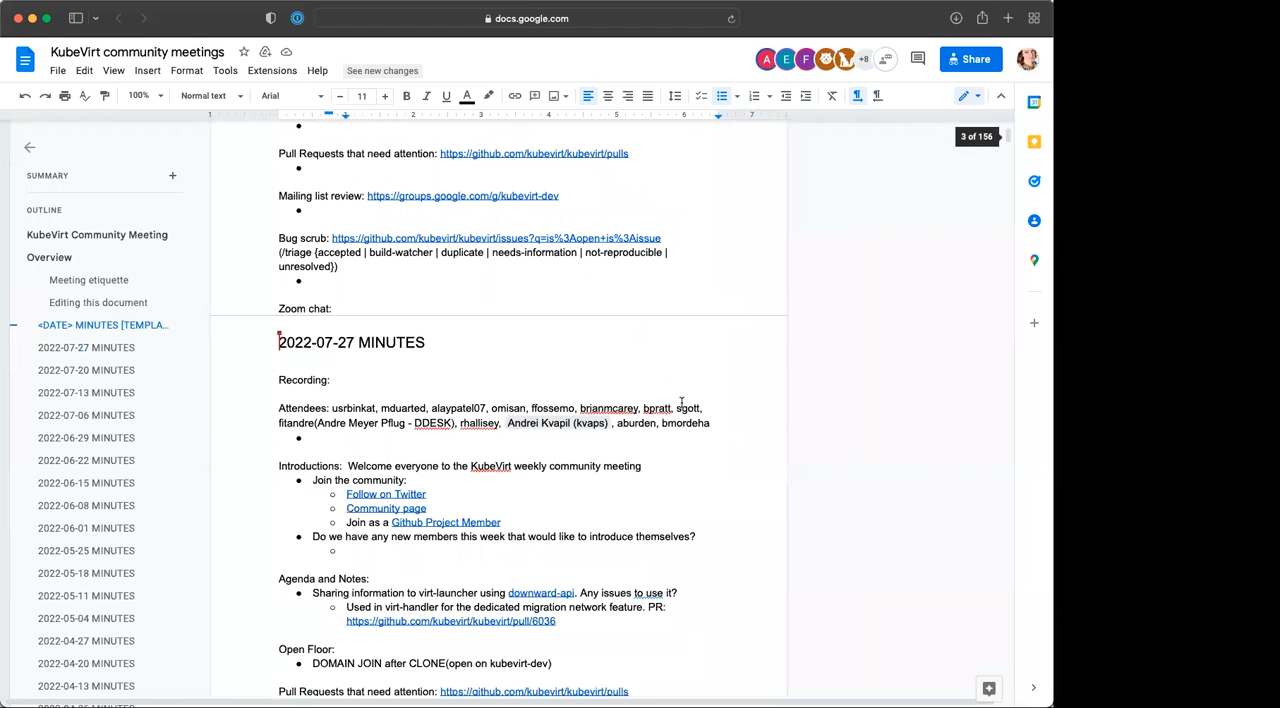 docs.google.com
KubeVirt community meetings
File Edit View Insert Format Tools Extensions Help See new changes
A E F +8 Share
100% Normal text Arial 11
1 1 2 3 4 5 6 7
3 of 156
SUMMARY
OUTLINE
KubeVirt Community Meeting
Overview
Meeting etiquette
Editing this document
<DATE> MINUTES [TEMPLA...
2022-07-27 MINUTES
2022-07-20 MINUTES
2022-07-13 MINUTES
2022-07-06 MINUTES
2022-06-29 MINUTES
2022-06-22 MINUTES
2022-06-15 MINUTES
2022-06-08 MINUTES
2022-06-01 MINUTES
2022-05-25 MINUTES
2022-05-18 MINUTES
2022-05-11 MINUTES
2022-05-04 MINUTES
2022-04-27 MINUTES
2022-04-20 MINUTES
2022-04-13 MINUTES
Pull Requests that need attention: https://github.com/kubevirt/kubevirt/pulls
Mailing list review: https://groups.google.com/g/kubevirt-dev
Bug scrub: https://github.com/kubevirt/kubevirt/issues?q=is%3Aopen+is%3Aissue
(/triage {accepted | build-watcher | duplicate | needs-information | not-reproducible |
unresolved})
Zoom chat:
2022-07-27 MINUTES
Recording:
Attendees: usrbinkat, mduarted, alaypatel07, omisan, ffossemo, brianmcarey, bpratt, sgott,
fitandre(Andre Meyer Pflug - DDESK), rhallisey, Andrei Kvapil (kvaps) , aburden, bmordeha
Introductions: Welcome everyone to the KubeVirt weekly community meeting
Join the community:
Follow on Twitter
Community page
Join as a Github Project Member
Do we have any new members this week that would like to introduce themselves?
Agenda and Notes:
Sharing information to virt-launcher using downward-api. Any issues to use it?
Used in virt-handler for the dedicated migration network feature. PR:
https://github.com/kubevirt/kubevirt/pull/6036
Open Floor:
DOMAIN JOIN after CLONE(open on kubevirt-dev)
Pull Requests that need attention: https://github.com/kubevirt/kubevirt/pulls